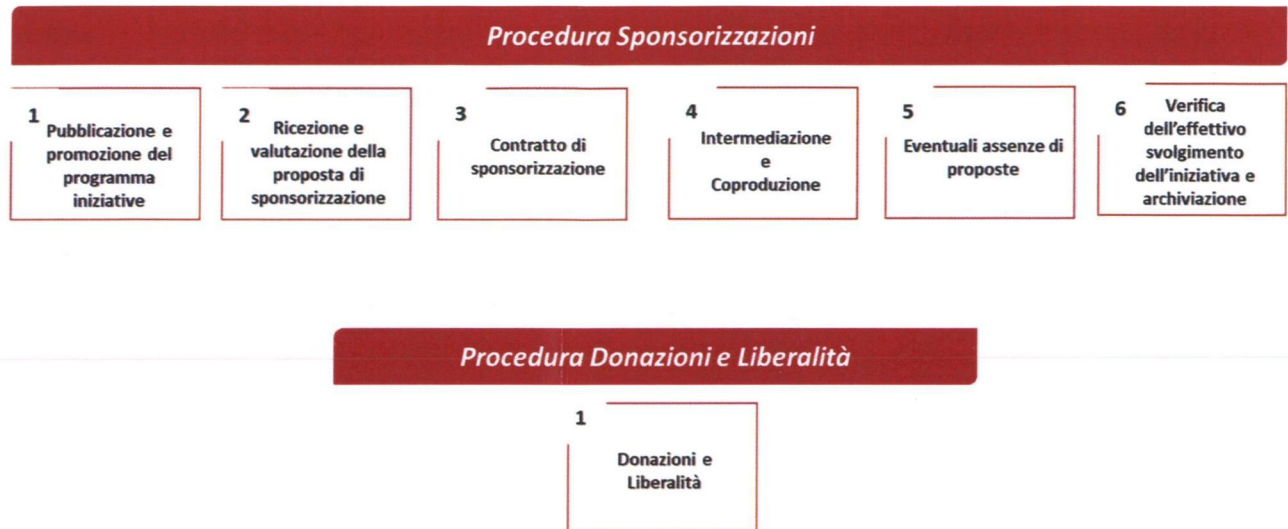 Procedura Sponsorizzazioni
1
Pubblicazione e
promozione del
programma
iniziative
2
Ricezione e
valutazione della
proposta di
sponsorizzazione
3
Contratto di
sponsorizzazione
4
Intermediazione
e
Coproduzione
5
Eventuali assenze di
proposte
6
Verifica
dell'effettivo
svolgimento
dell'iniziativa e
archiviazione
Procedura Donazioni e Liberalità
1
Donazioni e
Liberalità